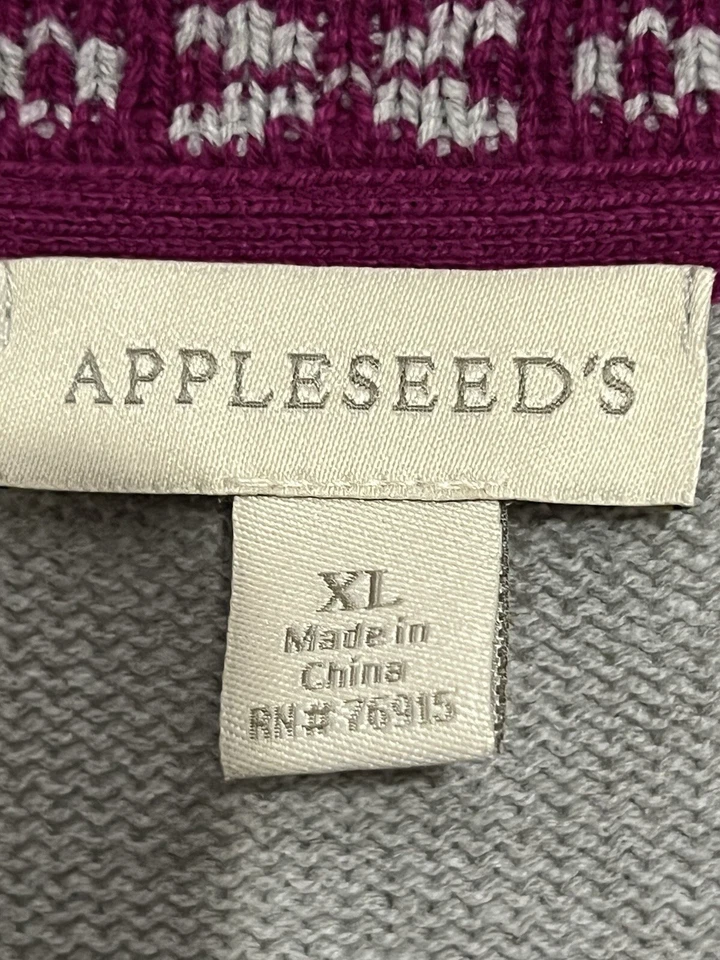 APPLESEED'S
XL
Made in
China
RN# 76915